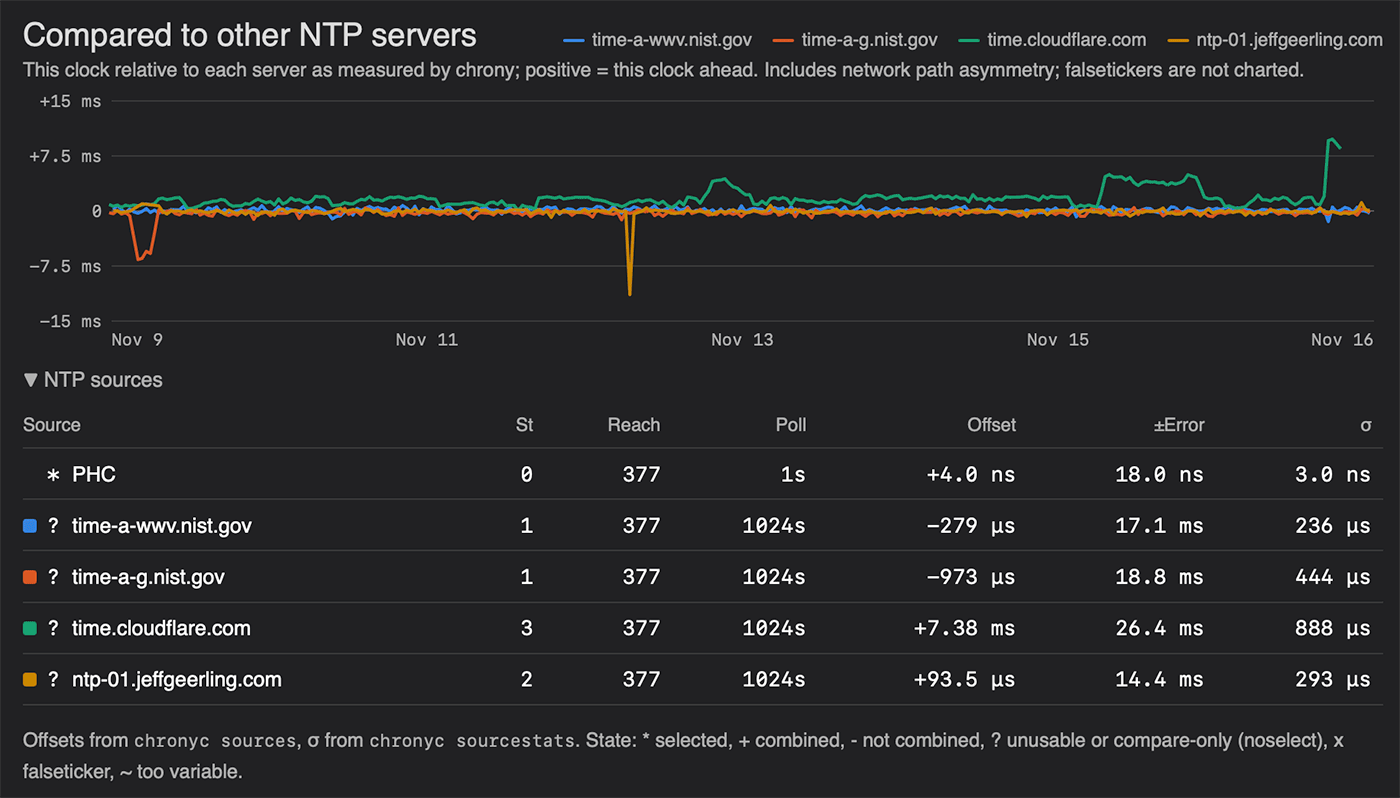 Compared to other NTP servers
time-a-wwv.nist.gov time-a-g.nist.gov time.cloudflare.com ntp-01.jeffgeerling.com
This clock relative to each server as measured by chrony; positive = this clock ahead. Includes network path asymmetry; falsetickers are not charted.
+15 ms
+7.5 ms
0
−7.5 ms
−15 ms
Nov 9 Nov 11 Nov 13 Nov 15 Nov 16
▼ NTP sources
Source St Reach Poll Offset ±Error σ
* PHC 0 377 1s +4.0 ns 18.0 ns 3.0 ns
? time-a-wwv.nist.gov 1 377 1024s −279 µs 17.1 ms 236 µs
? time-a-g.nist.gov 1 377 1024s −973 µs 18.8 ms 444 µs
? time.cloudflare.com 3 377 1024s +7.38 ms 26.4 ms 888 µs
? ntp-01.jeffgeerling.com 2 377 1024s +93.5 µs 14.4 ms 293 µs
Offsets from chronyc sources, σ from chronyc sourcestats. State: * selected, + combined, - not combined, ? unusable or compare-only (noselect), x
falseticker, ~ too variable.